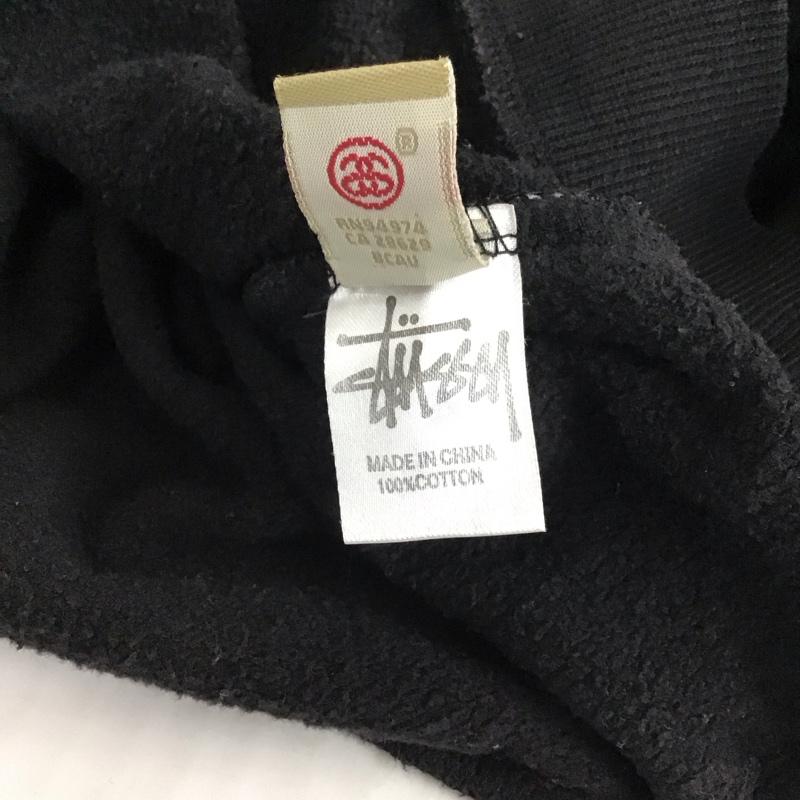 ®
RN94974
CA 28629
BCAU
Stüssy
MADE IN CHINA
100%COTTON